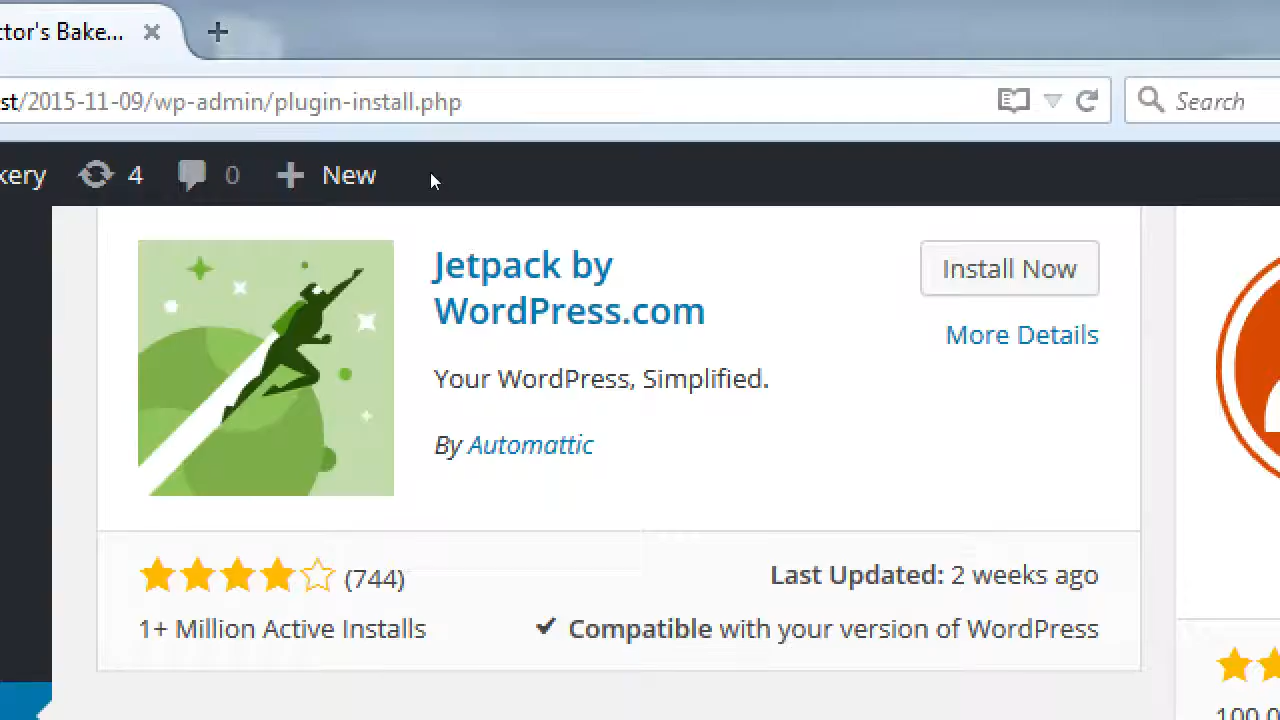 ctor's Bake...
st/2015-11-09/wp-admin/plugin-install.php
Search
kery 4 0 New
Jetpack by
WordPress.com
Install Now
More Details
Your WordPress, Simplified.
By Automattic
(744)
Last Updated: 2 weeks ago
1+ Million Active Installs
Compatible with your version of WordPress